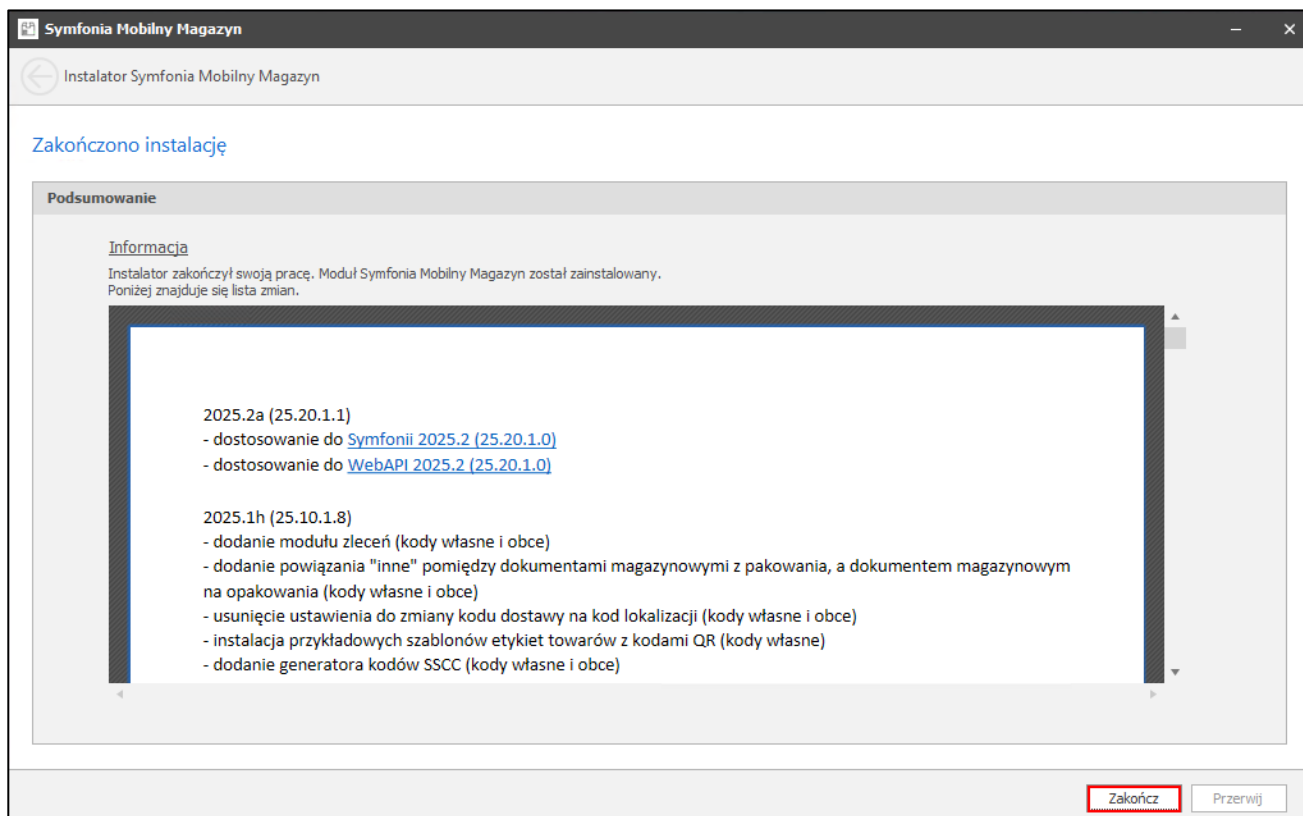 Symfonia Mobilny Magazyn
Instalator Symfonia Mobilny Magazyn
Zakończono instalację
Podsumowanie
Informacja
Instalator zakończył swoją pracę. Moduł Symfonia Mobilny Magazyn został zainstalowany.
Poniżej znajduje się lista zmian.
2025.2a (25.20.1.1)
- dostosowanie do Symfonii 2025.2 (25.20.1.0)
- dostosowanie do WebAPI 2025.2 (25.20.1.0)
2025.1h (25.10.1.8)
- dodanie modułu zleceń (kody własne i obce)
- dodanie powiązania "inne" pomiędzy dokumentami magazynowymi z pakowania, a dokumentem magazynowym
na opakowania (kody własne i obce)
- usunięcie ustawienia do zmiany kodu dostawy na kod lokalizacji (kody własne i obce)
- instalacja przykładowych szablonów etykiet towarów z kodami QR (kody własne)
- dodanie generatora kodów SSCC (kody własne i obce)
Zakończ Przerwij